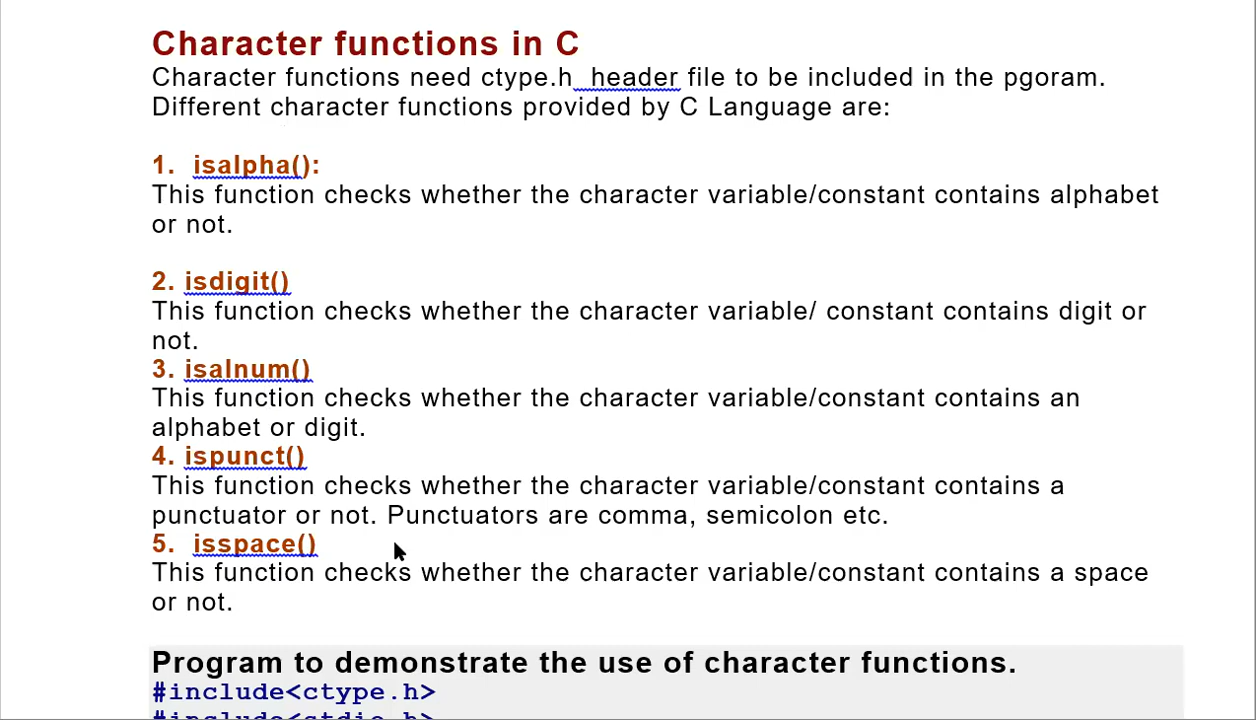 Character functions in C
Character functions need ctype.h header file to be included in the pgoram.
Different character functions provided by C Language are:
1. isalpha():
This function checks whether the character variable/constant contains alphabet
or not.
2. isdigit()
This function checks whether the character variable/ constant contains digit or
not.
3. isalnum()
This function checks whether the character variable/constant contains an
alphabet or digit.
4. ispunct()
This function checks whether the character variable/constant contains a
punctuator or not. Punctuators are comma, semicolon etc.
5. isspace()
This function checks whether the character variable/constant contains a space
or not.
Program to demonstrate the use of character functions.
#include<ctype.h>
#include<stdio.h>